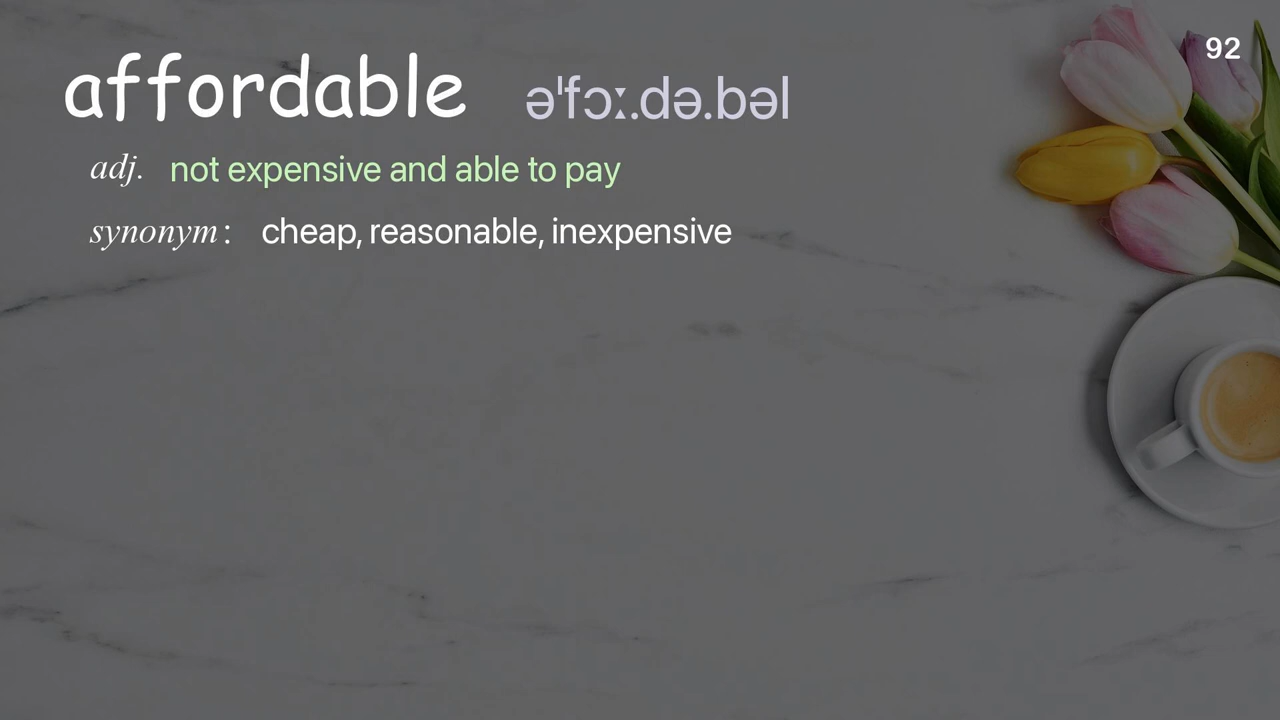 92
affordable əˈfɔː.də.bəl
adj. not expensive and able to pay
synonym: cheap, reasonable, inexpensive